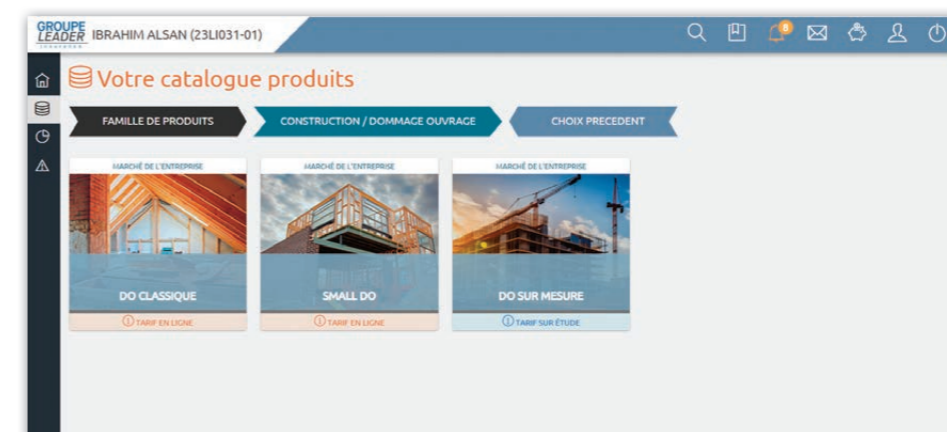 GROUPE
LEADER
IBRAHIM ALSAN (23LI031-01)
Votre catalogue produits
FAMILLE DE PRODUITS
CONSTRUCTION / DOMMAGE OUVRAGE
CHOIX PRECEDENT
MARCHÉ DE L'ENTREPRISE
MARCHÉ DE L'ENTREPRISE
MARCHÉ DE L'ENTREPRISE
DO CLASSIQUE
SMALL DO
DO SUR MESURE
TARIF EN LIGNE
TARIF EN LIGNE
TARIF SUR ÉTUDE